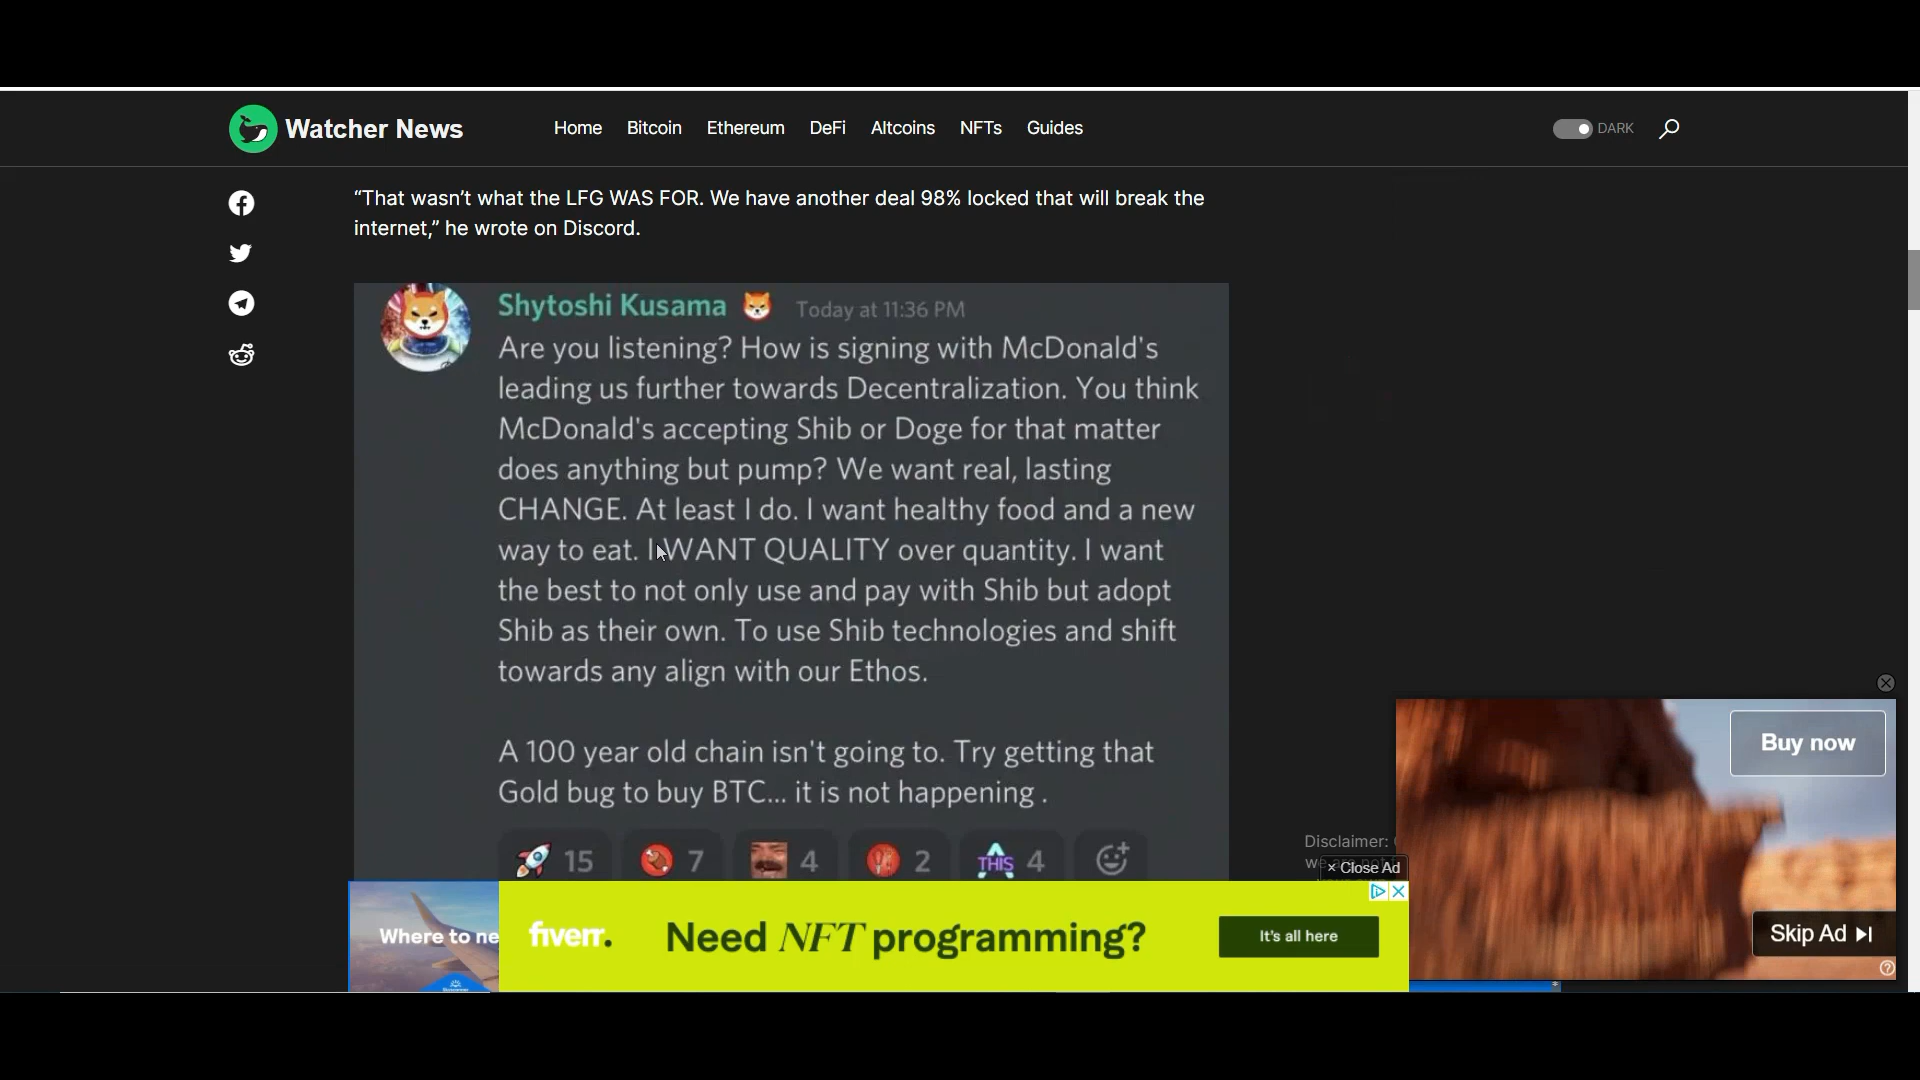 Watcher News
Home Bitcoin Ethereum DeFi Altcoins NFTs Guides
DARK
“That wasn’t what the LFG WAS FOR. We have another deal 98% locked that will break the
internet,” he wrote on Discord.
Shytoshi Kusama Today at 11:36 PM
Are you listening? How is signing with McDonald's
leading us further towards Decentralization. You think
McDonald's accepting Shib or Doge for that matter
does anything but pump? We want real, lasting
CHANGE. At least I do. I want healthy food and a new
way to eat. I WANT QUALITY over quantity. I want
the best to not only use and pay with Shib but adopt
Shib as their own. To use Shib technologies and shift
towards any align with our Ethos.
A 100 year old chain isn't going to. Try getting that
Gold bug to buy BTC... it is not happening .
15 7 4 2 THIS 4
Buy now
Disclaimer:
× Close Ad
Skip Ad
Where to ne
fiverr.
Need NFT programming?
It's all here